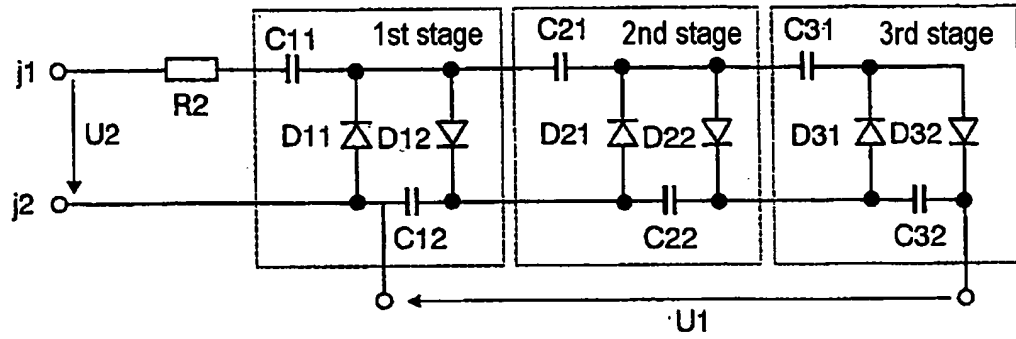 C11 1st stage C21 2nd stage C31 3rd stage
j1
R2
U2 D11 D12 D21 D22 D31 D32
j2
C12 C22 C32
U1